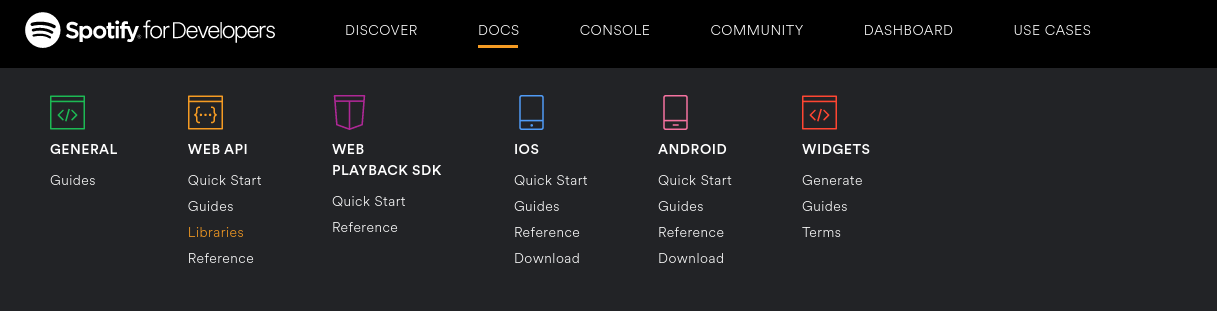 Spotify® for Developers
DISCOVER
DOCS
CONSOLE
COMMUNITY
DASHBOARD
USE CASES
GENERAL
Guides
WEB API
Quick Start
Guides
Libraries
Reference
WEB
PLAYBACK SDK
Quick Start
Reference
IOS
Quick Start
Guides
Reference
Download
ANDROID
Quick Start
Guides
Reference
Download
WIDGETS
Generate
Guides
Terms